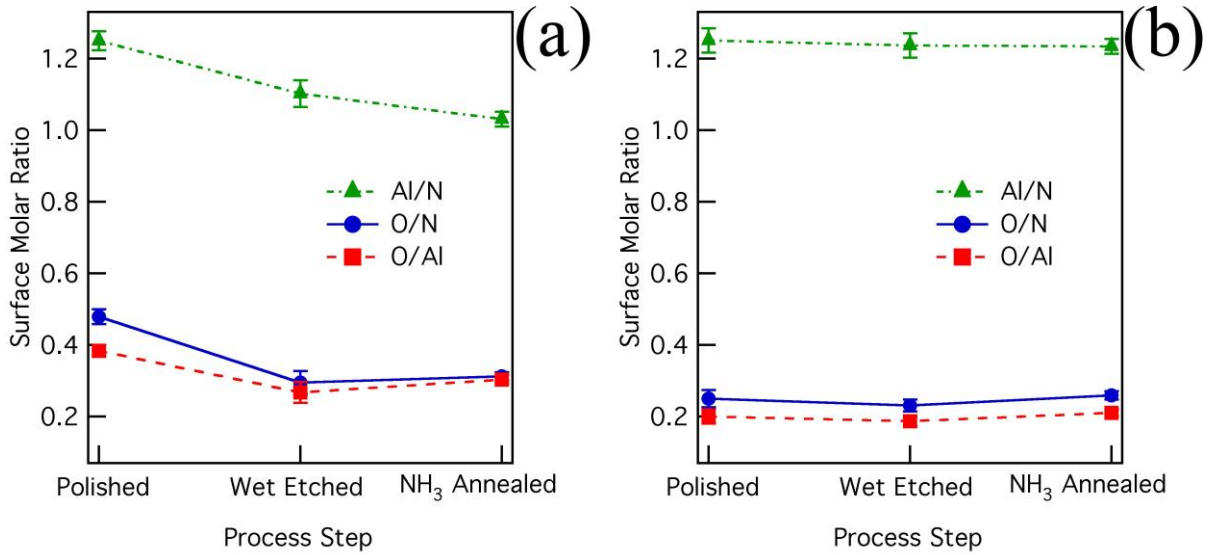 (a)
Surface Molar Ratio
1.2
1.0
0.8
0.6
0.4
0.2
Al/N
O/N
O/Al
Polished
Wet Etched
NH₃ Annealed
Process Step
(b)
Surface Molar Ratio
1.2
1.0
0.8
0.6
0.4
0.2
Al/N
O/N
O/Al
Polished
Wet Etched
NH₃ Annealed
Process Step